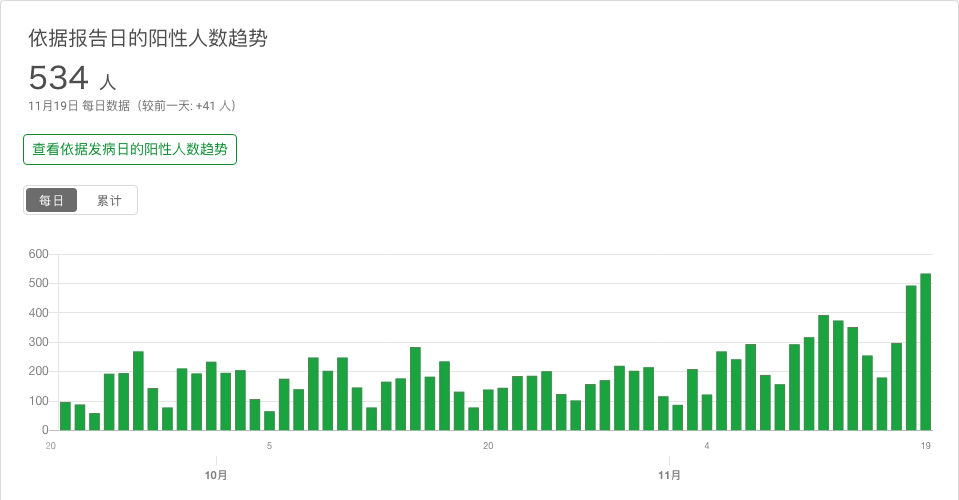 依据报告日的阳性人数趋势
534 人
11月19日 每日数据（较前一天: +41 人）
查看依据发病日的阳性人数趋势
每日 累计
600
500
400
300
200
100
0
20 5 20 4 19
10月 11月